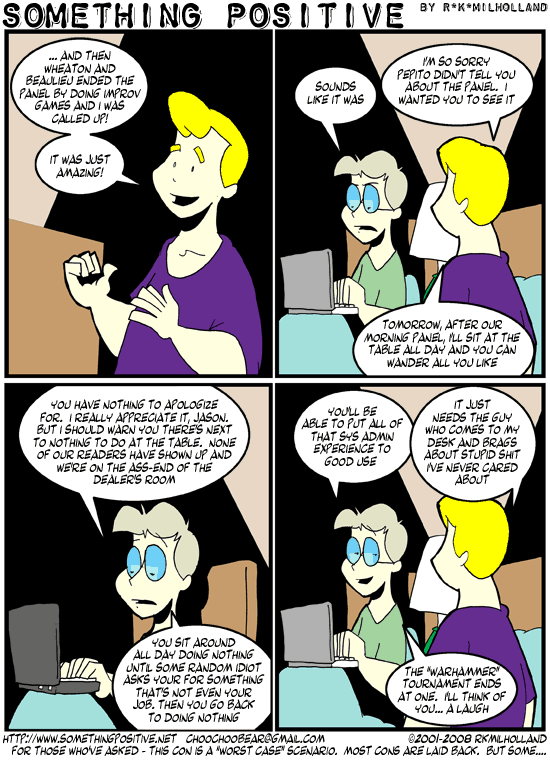 SOMETHING POSITIVE BY R*K*MILHOLLAND
... AND THEN
WHEATON AND
BEAULIEU ENDED THE
PANEL BY DOING IMPROV
GAMES AND I WAS
CALLED UP!
IT WAS JUST
AMAZING!
SOUNDS
LIKE IT WAS
I'M SO SORRY
PEPITO DIDN'T TELL YOU
ABOUT THE PANEL. I
WANTED YOU TO SEE IT
TOMORROW, AFTER OUR
MORNING PANEL, I'LL SIT AT THE
TABLE ALL DAY AND YOU CAN
WANDER ALL YOU LIKE
YOU HAVE NOTHING TO APOLOGIZE
FOR. I REALLY APPRECIATE IT, JASON.
BUT I SHOULD WARN YOU THERE'S NEXT
TO NOTHING TO DO AT THE TABLE. NONE
OF OUR READERS HAVE SHOWN UP AND
WE'RE ON THE ASS-END OF THE
DEALER'S ROOM
YOU SIT AROUND
ALL DAY DOING NOTHING
UNTIL SOME RANDOM IDIOT
ASKS YOUR FOR SOMETHING
THAT'S NOT EVEN YOUR
JOB. THEN YOU GO BACK
TO DOING NOTHING
YOU'LL BE
ABLE TO PUT ALL OF
THAT SYS ADMIN
EXPERIENCE TO
GOOD USE
IT JUST
NEEDS THE GUY
WHO COMES TO MY
DESK AND BRAGS
ABOUT STUPID SHIT
I'VE NEVER CARED
ABOUT
THE "WARHAMMER"
TOURNAMENT ENDS
AT ONE. I'LL THINK OF
YOU... A LAUGH
HTTP://WWW.SOMETHINGPOSITIVE.NET CHOOCHOOBEAR@GMAIL.COM ©2001-2008 RKMILHOLLAND
FOR THOSE WHO'VE ASKED - THIS CON IS A "WORST CASE" SCENARIO. MOST CONS ARE LAID BACK. BUT SOME....